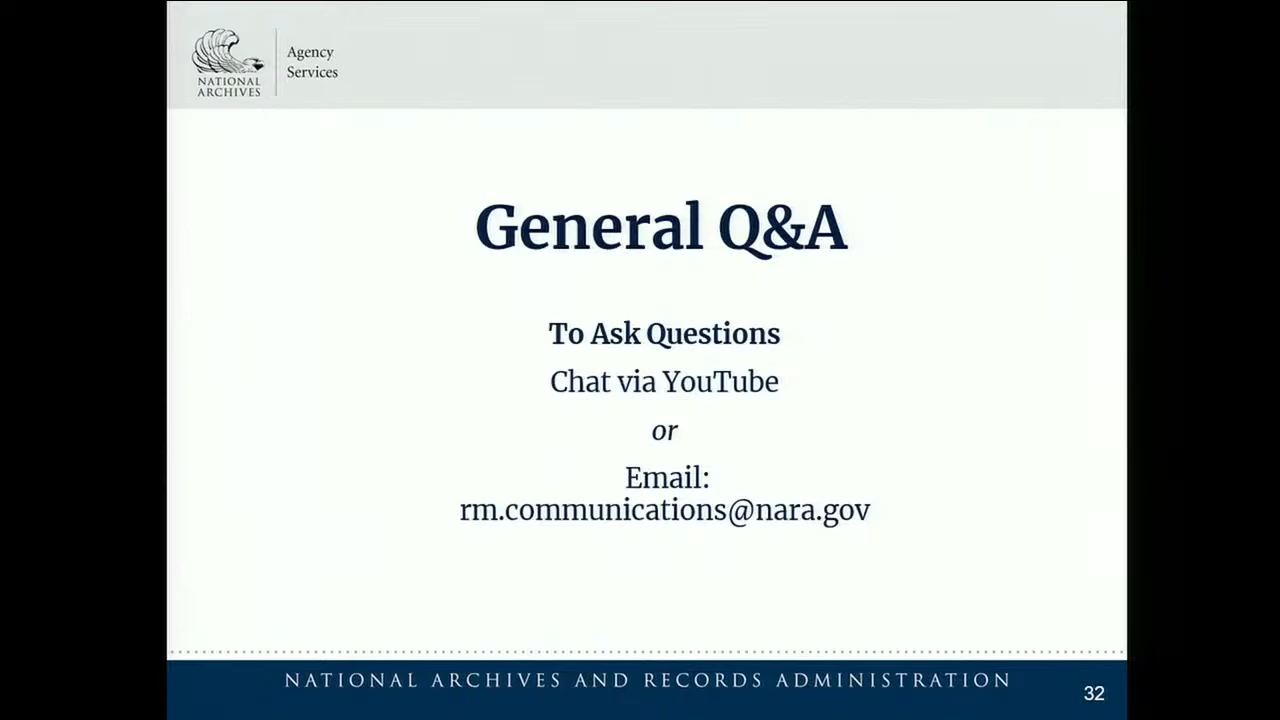 NATIONAL
ARCHIVES
Agency
Services
General Q&A
To Ask Questions
Chat via YouTube
or
Email:
rm.communications@nara.gov
NATIONAL ARCHIVES AND RECORDS ADMINISTRATION
32